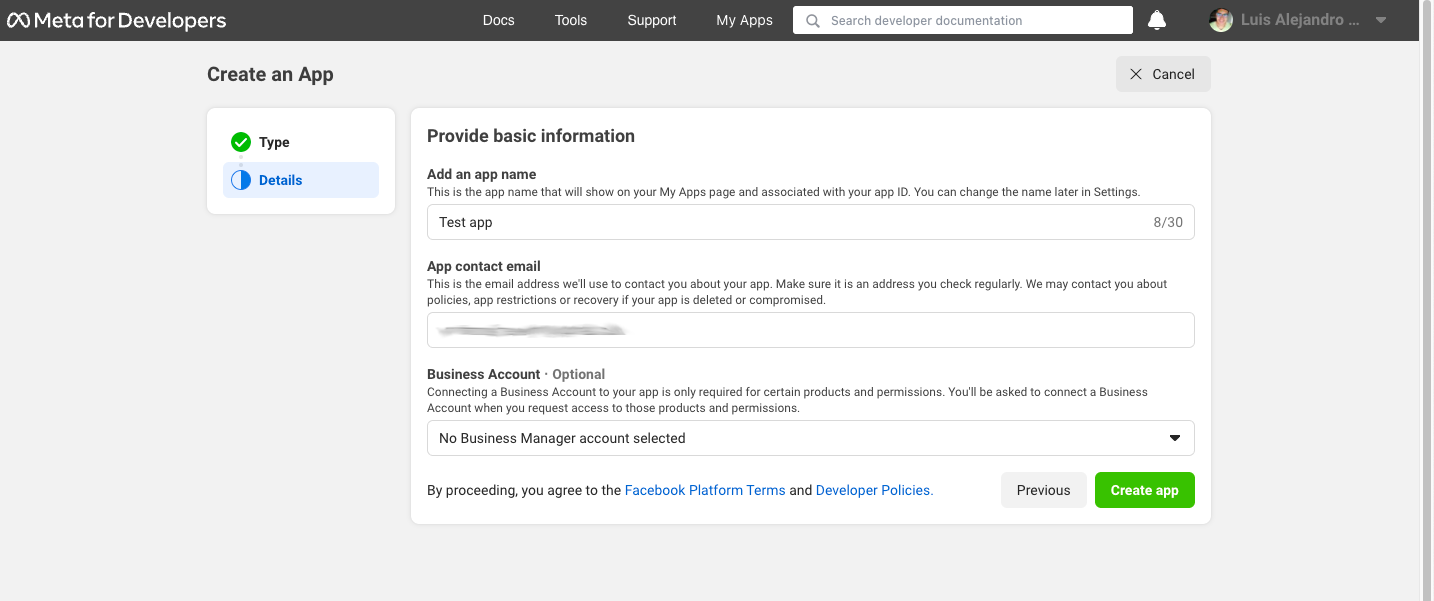 Meta for Developers
Docs Tools Support My Apps Search developer documentation Luis Alejandro ...
Create an App
Cancel
Type
Details
Provide basic information
Add an app name
This is the app name that will show on your My Apps page and associated with your app ID. You can change the name later in Settings.
Test app 8/30
App contact email
This is the email address we'll use to contact you about your app. Make sure it is an address you check regularly. We may contact you about
policies, app restrictions or recovery if your app is deleted or compromised.
Business Account · Optional
Connecting a Business Account to your app is only required for certain products and permissions. You'll be asked to connect a Business
Account when you request access to those products and permissions.
No Business Manager account selected
By proceeding, you agree to the Facebook Platform Terms and Developer Policies.
Previous Create app